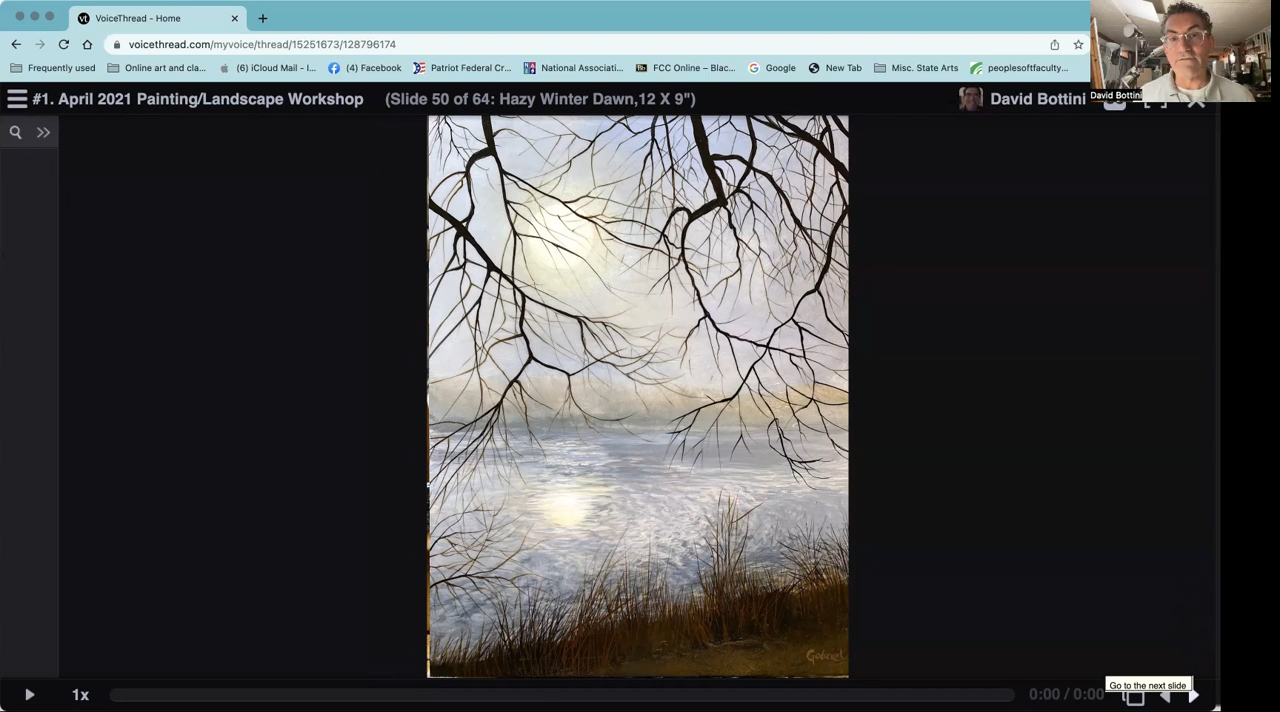 VoiceThread - Home
voicethread.com/myvoice/thread/15251673/128796174
Frequently used Online art and cla... (6) iCloud Mail - I... (4) Facebook Patriot Federal Cr... National Associati... FCC Online – Blac... Google New Tab Misc. State Arts peoplesoftfaculty...
David Bottini
#1. April 2021 Painting/Landscape Workshop (Slide 50 of 64: Hazy Winter Dawn,12 X 9") David Bottini
Gabriel
Go to the next slide
1x 0:00 / 0:00